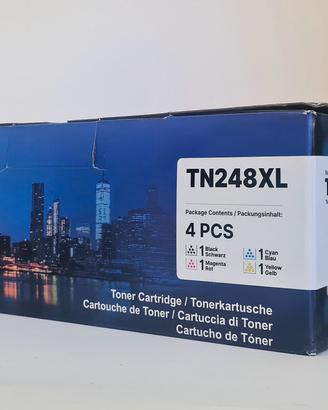 TN248XL
Package Contents / Packungsinhalt:
4 PCS
1 Black Schwarz
1 Cyan Blau
1 Magenta Rot
1 Yellow Gelb
Toner Cartridge / Tonerkartusche
Cartouche de Toner / Cartuccia di Toner
Cartucho de Tóner